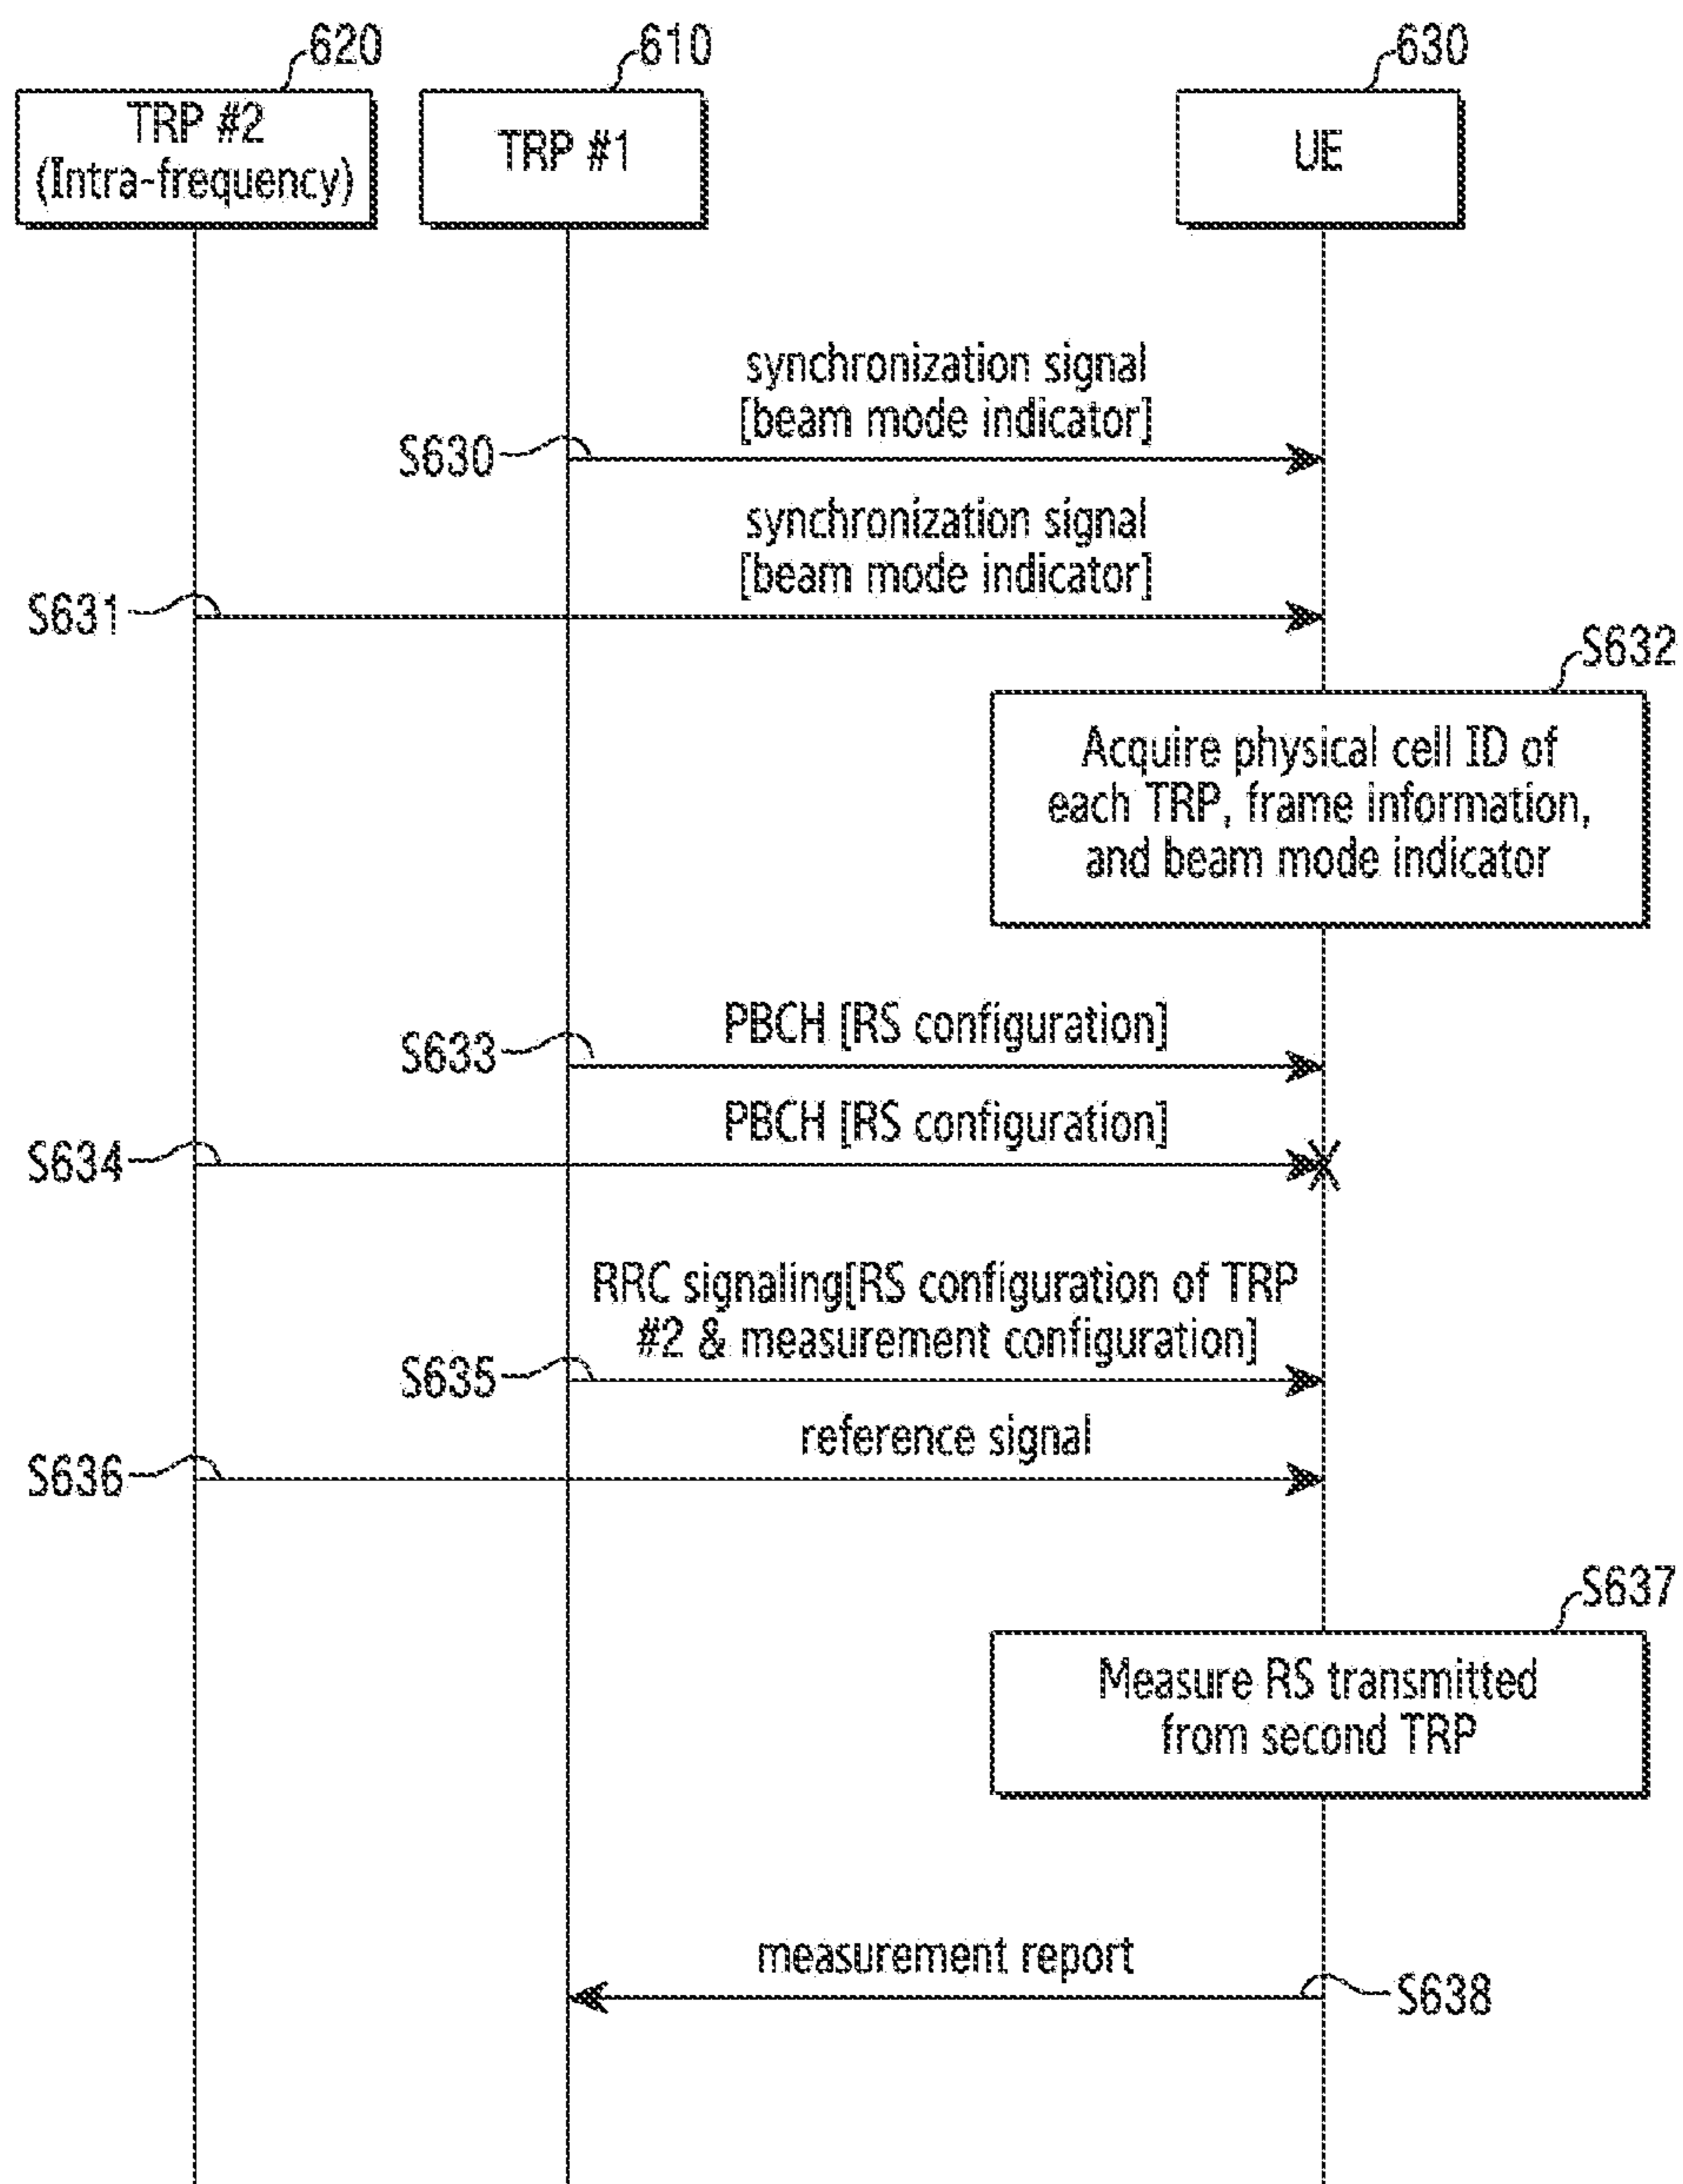 620
610
630
TRP #2
(Intra-frequency)
TRP #1
UE
synchronization signal
[beam mode indicator]
S630
synchronization signal
[beam mode indicator]
S631
S632
Acquire physical cell ID of
each TRP, frame information,
and beam mode indicator
PBCH [RS configuration]
S633
PBCH [RS configuration]
S634
RRC signaling[RS configuration of TRP
#2 & measurement configuration]
S635
reference signal
S636
S637
Measure RS transmitted
from second TRP
measurement report
S638